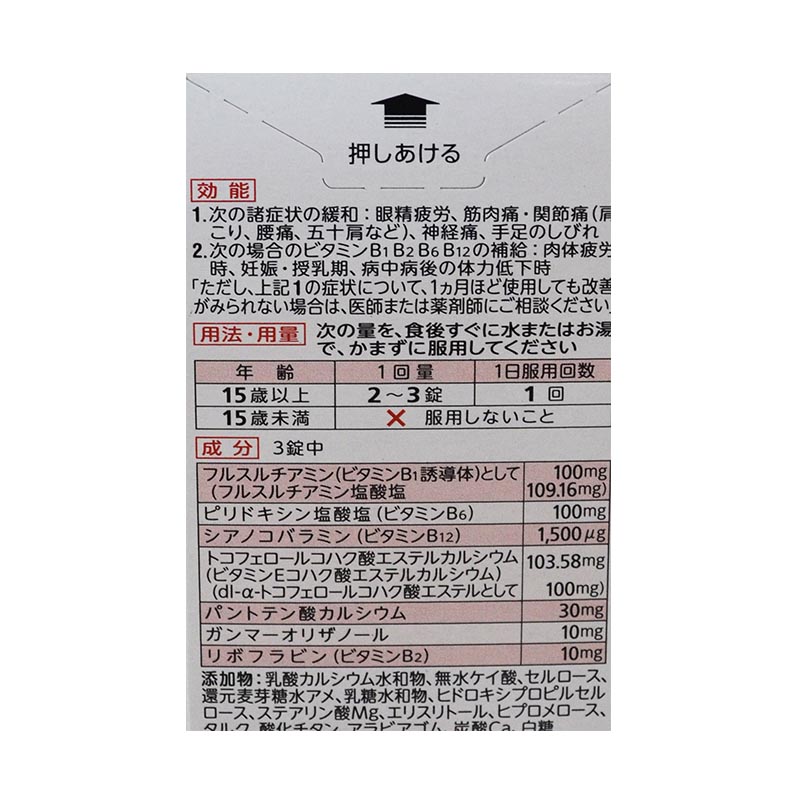 押しあける
効能
1.次の諸症状の緩和：眼精疲労、筋肉痛・関節痛（肩
こり、腰痛、五十肩など）、神経痛、手足のしびれ
2.次の場合のビタミンB1 B2 B6 B12の補給：肉体疲労
時、妊娠・授乳期、病中病後の体力低下時
「ただし、上記1の症状について、1ヵ月ほど使用しても改善
がみられない場合は、医師または薬剤師にご相談ください」
用法・用量 次の量を、食後すぐに水またはお湯
で、かまずに服用してください
年齢 1回量 1日服用回数
15歳以上 2～3錠 1回
15歳未満 × 服用しないこと
成分 3錠中
フルスルチアミン（ビタミンB1誘導体）として 100mg
（フルスルチアミン塩酸塩 109.16mg）
ピリドキシン塩酸塩（ビタミンB6） 100mg
シアノコバラミン（ビタミンB12） 1,500μg
トコフェロールコハク酸エステルカルシウム 103.58mg
（ビタミンEコハク酸エステルカルシウム）
（dl-α-トコフェロールコハク酸エステルとして 100mg）
パントテン酸カルシウム 30mg
ガンマーオリザノール 10mg
リボフラビン（ビタミンB2） 10mg
添加物：乳酸カルシウム水和物、無水ケイ酸、セルロース、
還元麦芽糖水アメ、乳糖水和物、ヒドロキシプロピルセル
ロース、ステアリン酸Mg、エリスリトール、ヒプロメロース、
タルク、酸化チタン、アラビアゴム、炭酸Ca、白糖